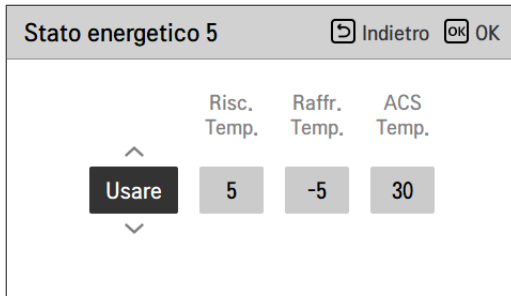 Stato energetico 5 Indietro OK OK
Risc. Raffr. ACS
Temp. Temp. Temp.
Usare 5 -5 30